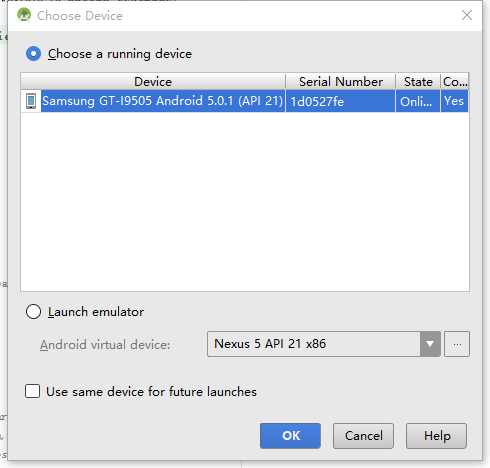 Choose Device
Choose a running device
Device Serial Number State Co...
Samsung GT-I9505 Android 5.0.1 (API 21) 1d0527fe Onli... Yes
Launch emulator
Android virtual device: Nexus 5 API 21 x86 ...
Use same device for future launches
OK Cancel Help